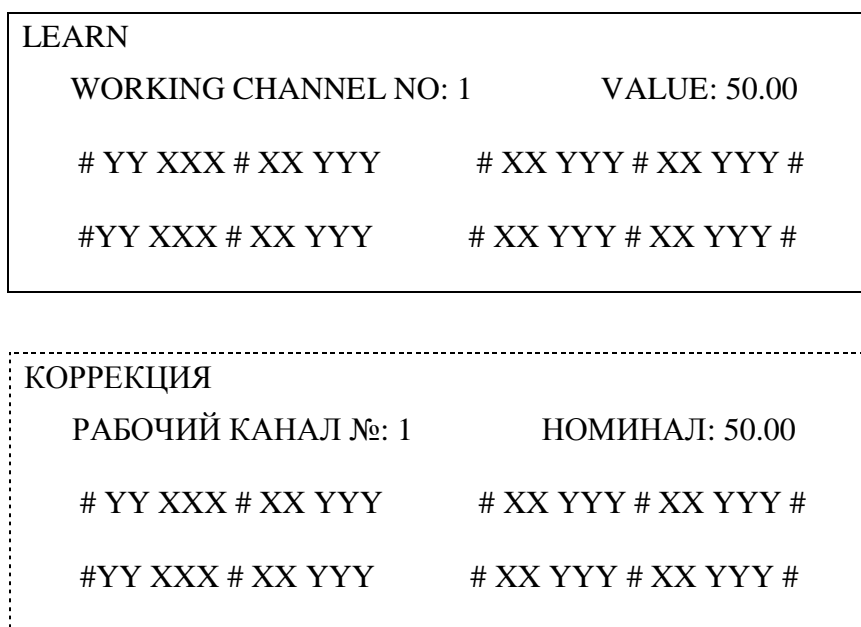 LEARN
WORKING CHANNEL NO: 1 VALUE: 50.00
# YY XXX # XX YYY # XX YYY # XX YYY #
#YY XXX # XX YYY # XX YYY # XX YYY #
КОРРЕКЦИЯ
РАБОЧИЙ КАНАЛ №: 1 НОМИНАЛ: 50.00
# YY XXX # XX YYY # XX YYY # XX YYY #
#YY XXX # XX YYY # XX YYY # XX YYY #